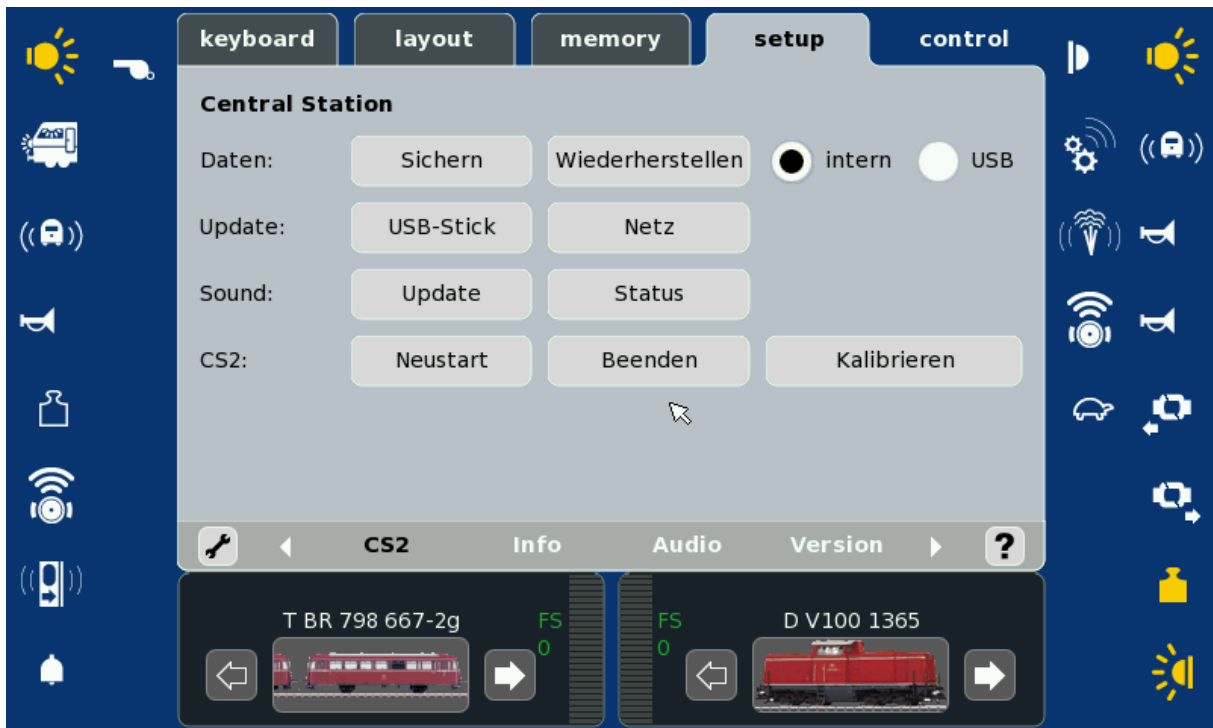 keyboard layout memory setup control
Central Station
Daten: Sichern Wiederherstellen intern USB
Update: USB-Stick Netz
Sound: Update Status
CS2: Neustart Beenden Kalibrieren
CS2 Info Audio Version ?
T BR 798 667-2g FS FS D V100 1365
0 0